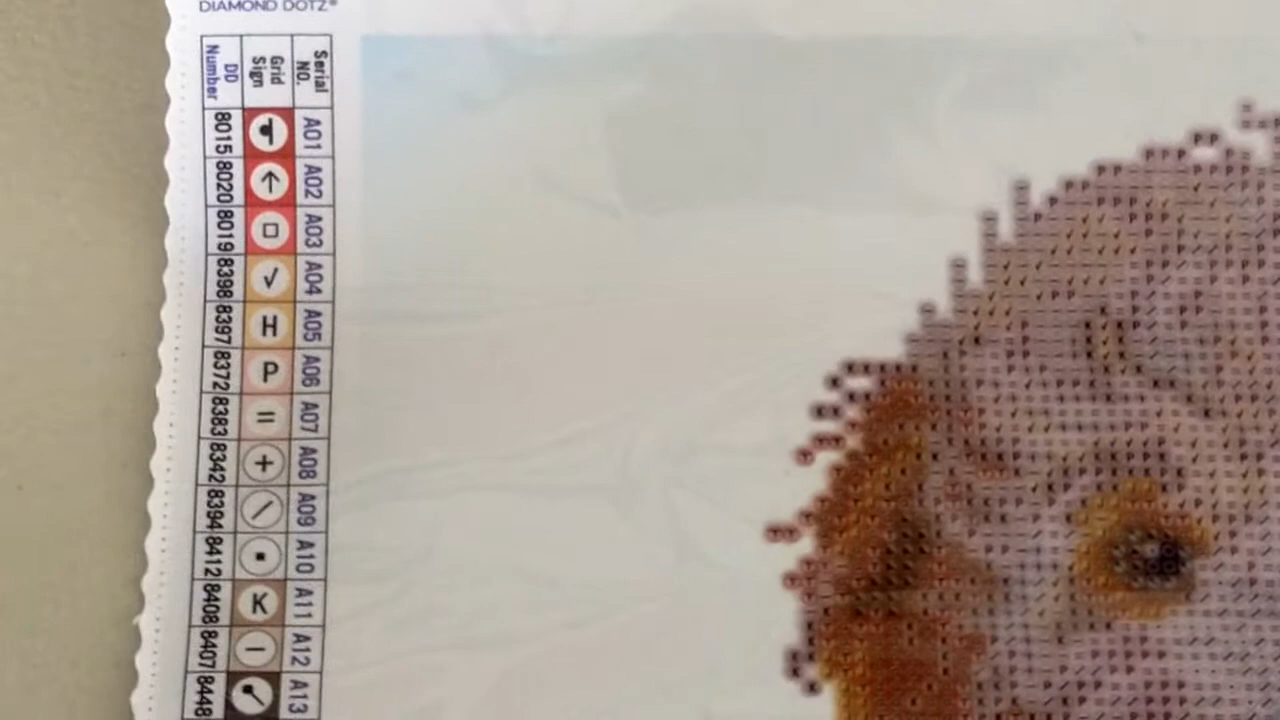 DIAMOND DOTZ®
Serial NO. Grid Sign DD Number
A01 8015
A02 8020
A03 8019
A04 8398
A05 8397
A06 P 8372
A07 8383
A08 + 8342
A09 8394
A10 8412
A11 K 8408
A12 8407
A13 8448